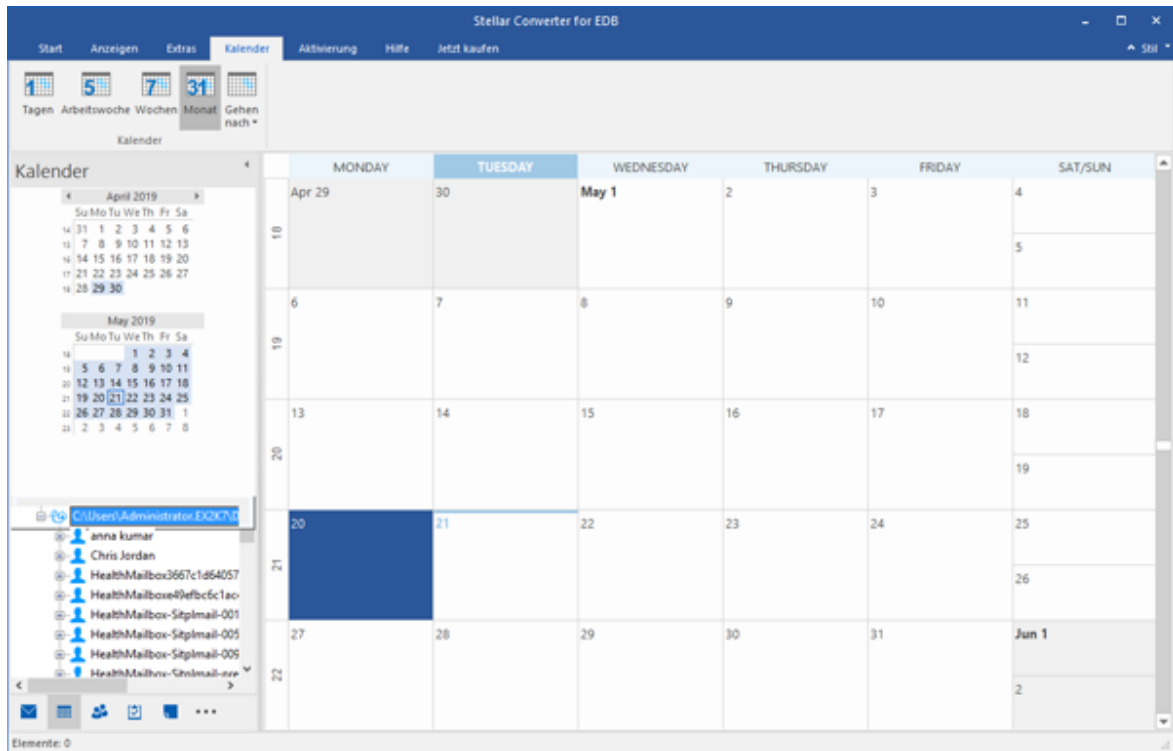 Stellar Converter for EDB
Start Anzeigen Extras Kalender Aktivierung Hilfe Jetzt kaufen Stil
1 5 7 31
Tagen Arbeitswoche Wochen Monat Gehen nach
Kalender
Kalender
April 2019
Su Mo Tu We Th Fr Sa
14 31 1 2 3 4 5 6
15 7 8 9 10 11 12 13
16 14 15 16 17 18 19 20
17 21 22 23 24 25 26 27
18 28 29 30
May 2019
Su Mo Tu We Th Fr Sa
18 1 2 3 4
19 5 6 7 8 9 10 11
20 12 13 14 15 16 17 18
21 19 20 21 22 23 24 25
22 26 27 28 29 30 31 1
23 2 3 4 5 6 7 8
C:\Users\Administrator.EX2K7\D
anna kumar
Chris Jordan
HealthMailbox3667c1d64057
HealthMailboxe49efbc6c1ac
HealthMailbox-Sitplmail-001
HealthMailbox-Sitplmail-005
HealthMailbox-Sitplmail-009
HealthMailbox-Sitplmail-pre
MONDAY TUESDAY WEDNESDAY THURSDAY FRIDAY SAT/SUN
18 Apr 29 30 May 1 2 3 4
5
19 6 7 8 9 10 11
12
20 13 14 15 16 17 18
19
21 20 21 22 23 24 25
26
22 27 28 29 30 31 Jun 1
2
Elemente: 0